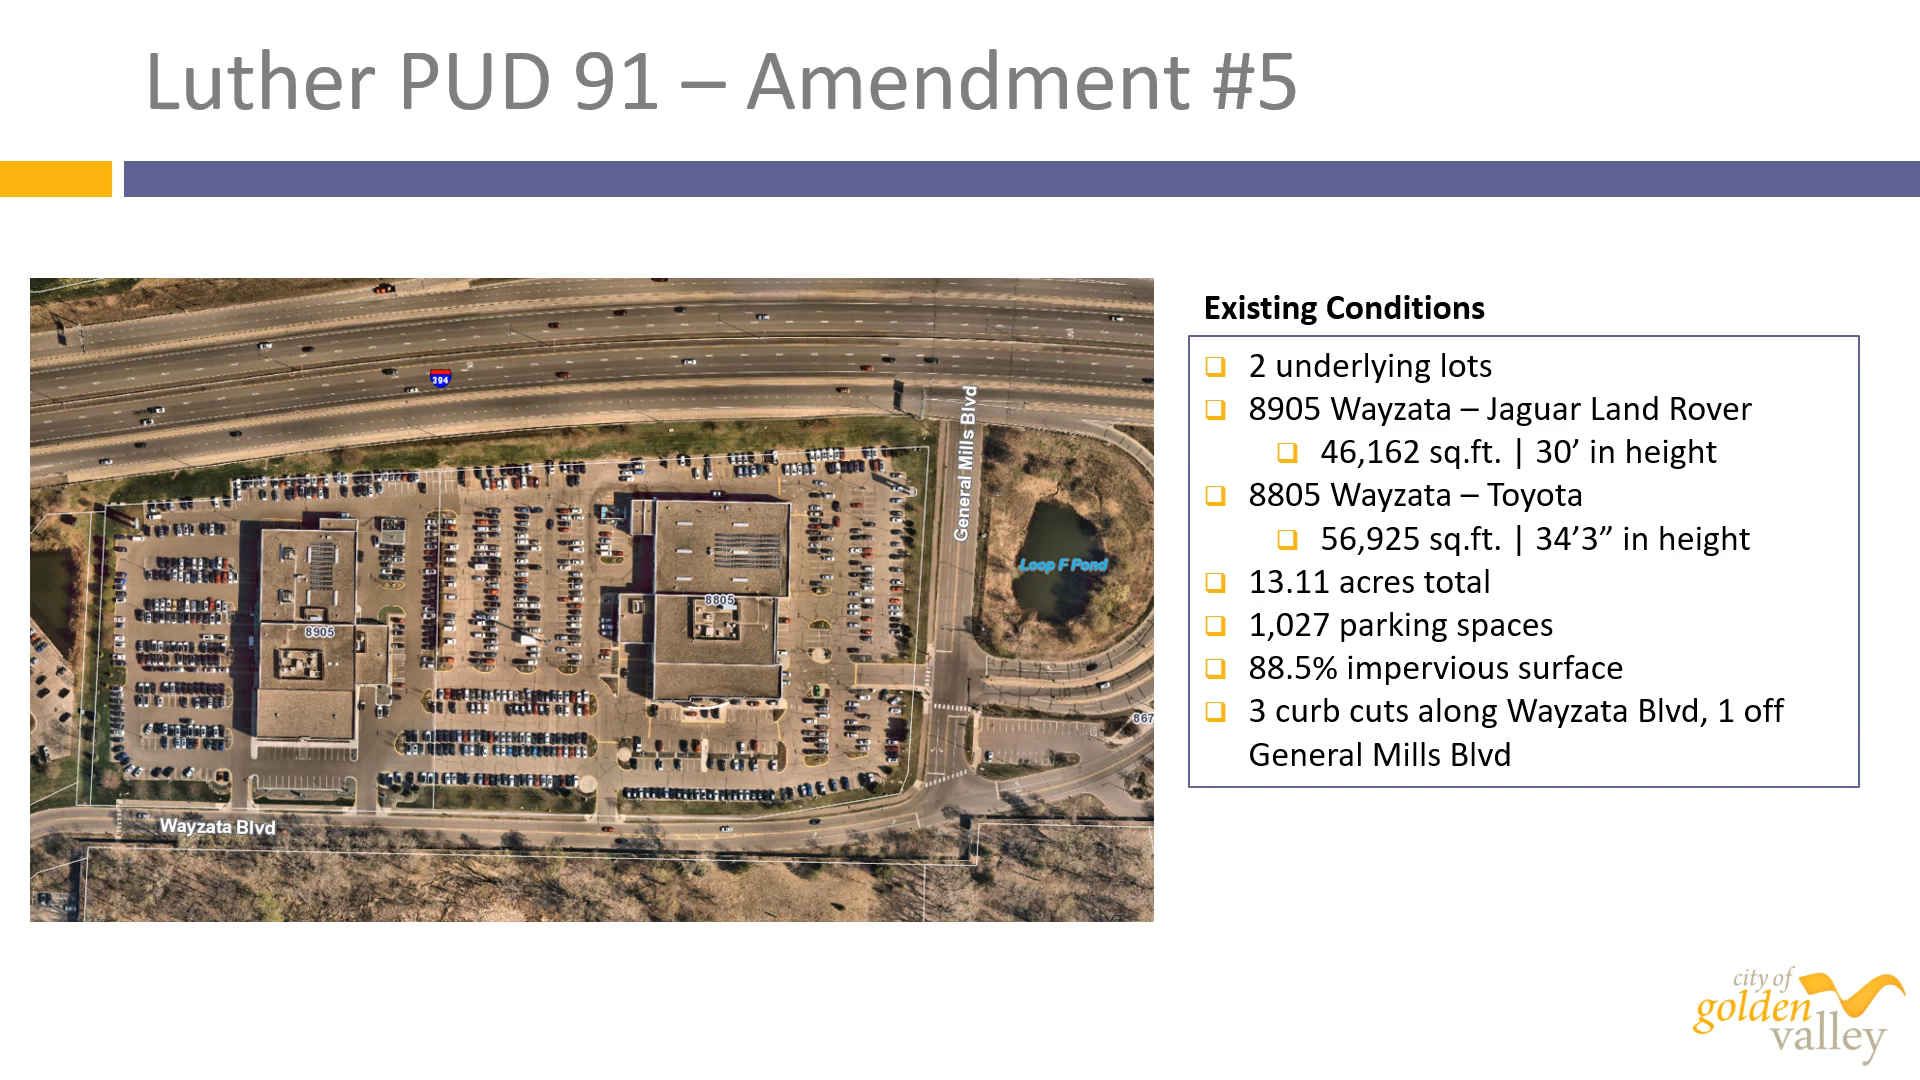 Luther PUD 91 – Amendment #5
394
General Mills Blvd
Loop F Pond
8805
8905
867
Wayzata Blvd
Existing Conditions
2 underlying lots
8905 Wayzata – Jaguar Land Rover
46,162 sq.ft. | 30’ in height
8805 Wayzata – Toyota
56,925 sq.ft. | 34’3” in height
13.11 acres total
1,027 parking spaces
88.5% impervious surface
3 curb cuts along Wayzata Blvd, 1 off
General Mills Blvd
city of
golden
valley